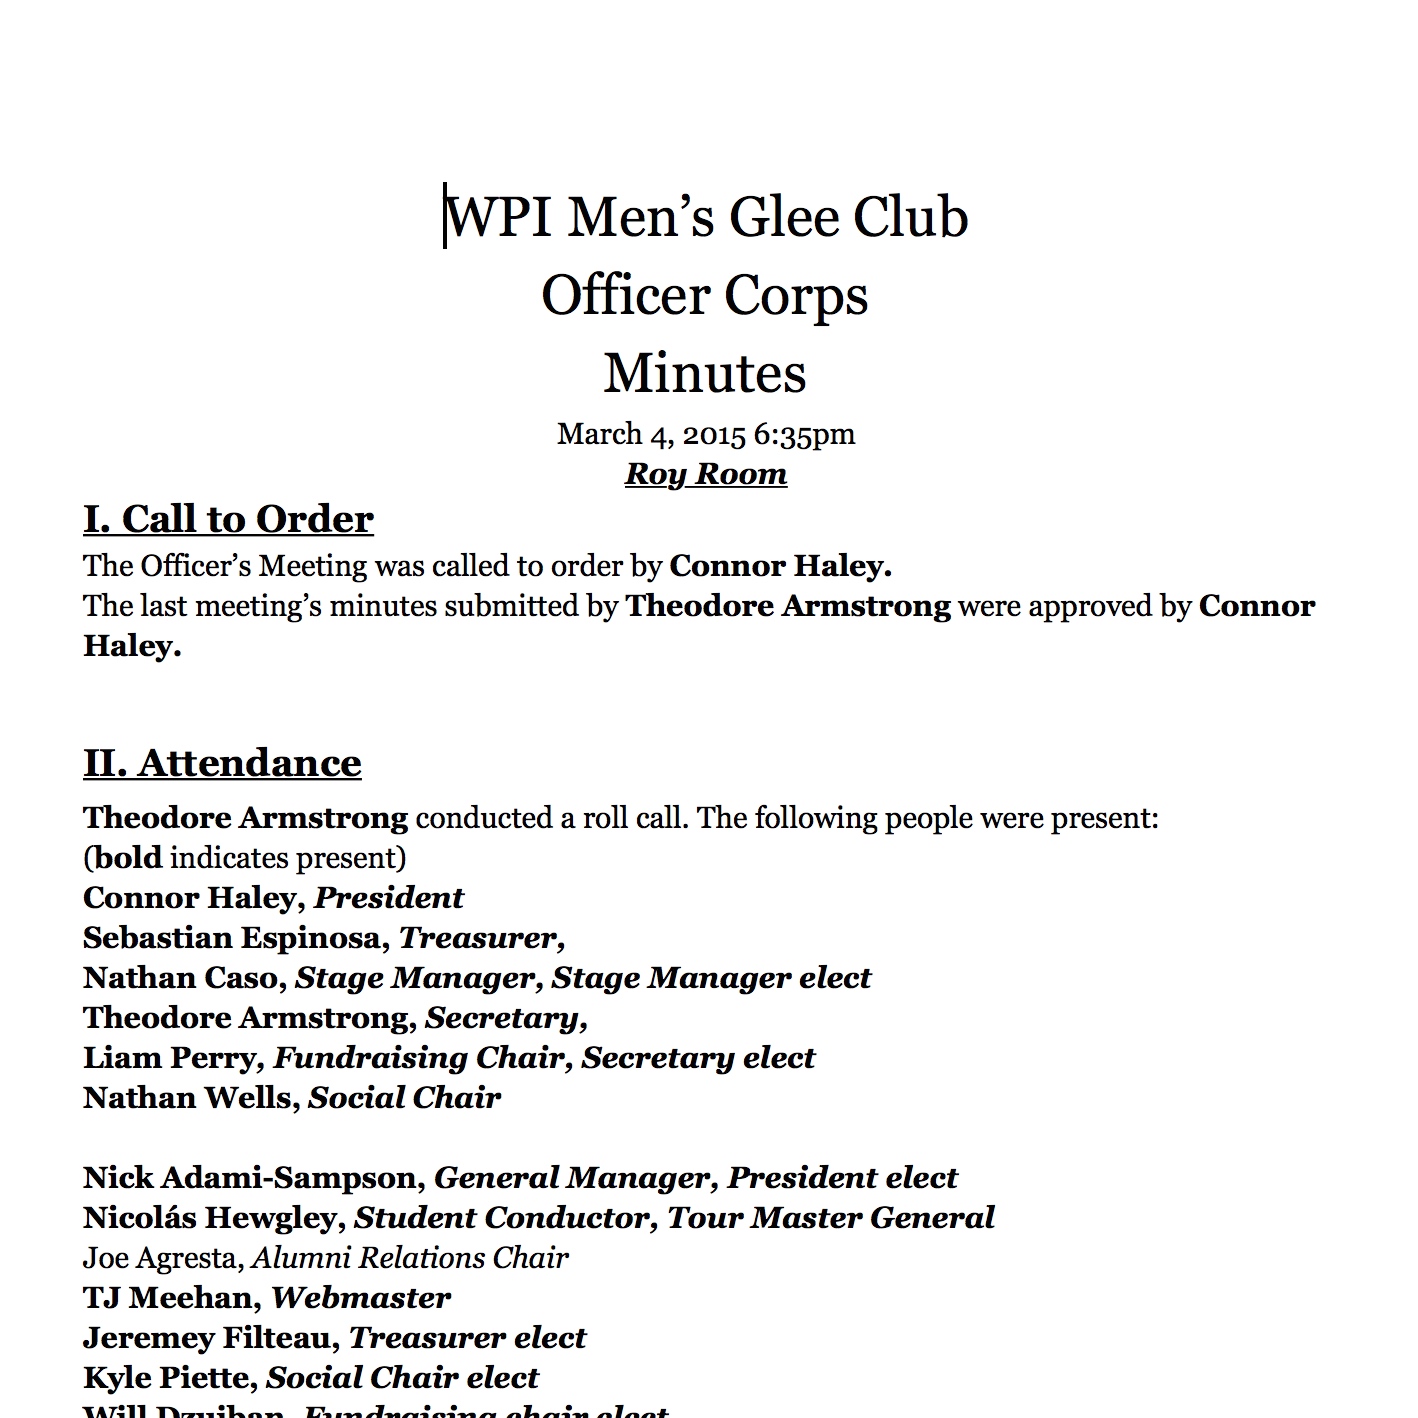 WPI Men’s Glee Club
Officer Corps
Minutes
March 4, 2015 6:35pm
Roy Room
I. Call to Order
The Officer’s Meeting was called to order by Connor Haley.
The last meeting’s minutes submitted by Theodore Armstrong were approved by Connor
Haley.
II. Attendance
Theodore Armstrong conducted a roll call. The following people were present:
(bold indicates present)
Connor Haley, President
Sebastian Espinosa, Treasurer,
Nathan Caso, Stage Manager, Stage Manager elect
Theodore Armstrong, Secretary,
Liam Perry, Fundraising Chair, Secretary elect
Nathan Wells, Social Chair
Nick Adami-Sampson, General Manager, President elect
Nicolás Hewgley, Student Conductor, Tour Master General
Joe Agresta, Alumni Relations Chair
TJ Meehan, Webmaster
Jeremey Filteau, Treasurer elect
Kyle Piette, Social Chair elect
Will Dzuiban, Fundraising chair elect